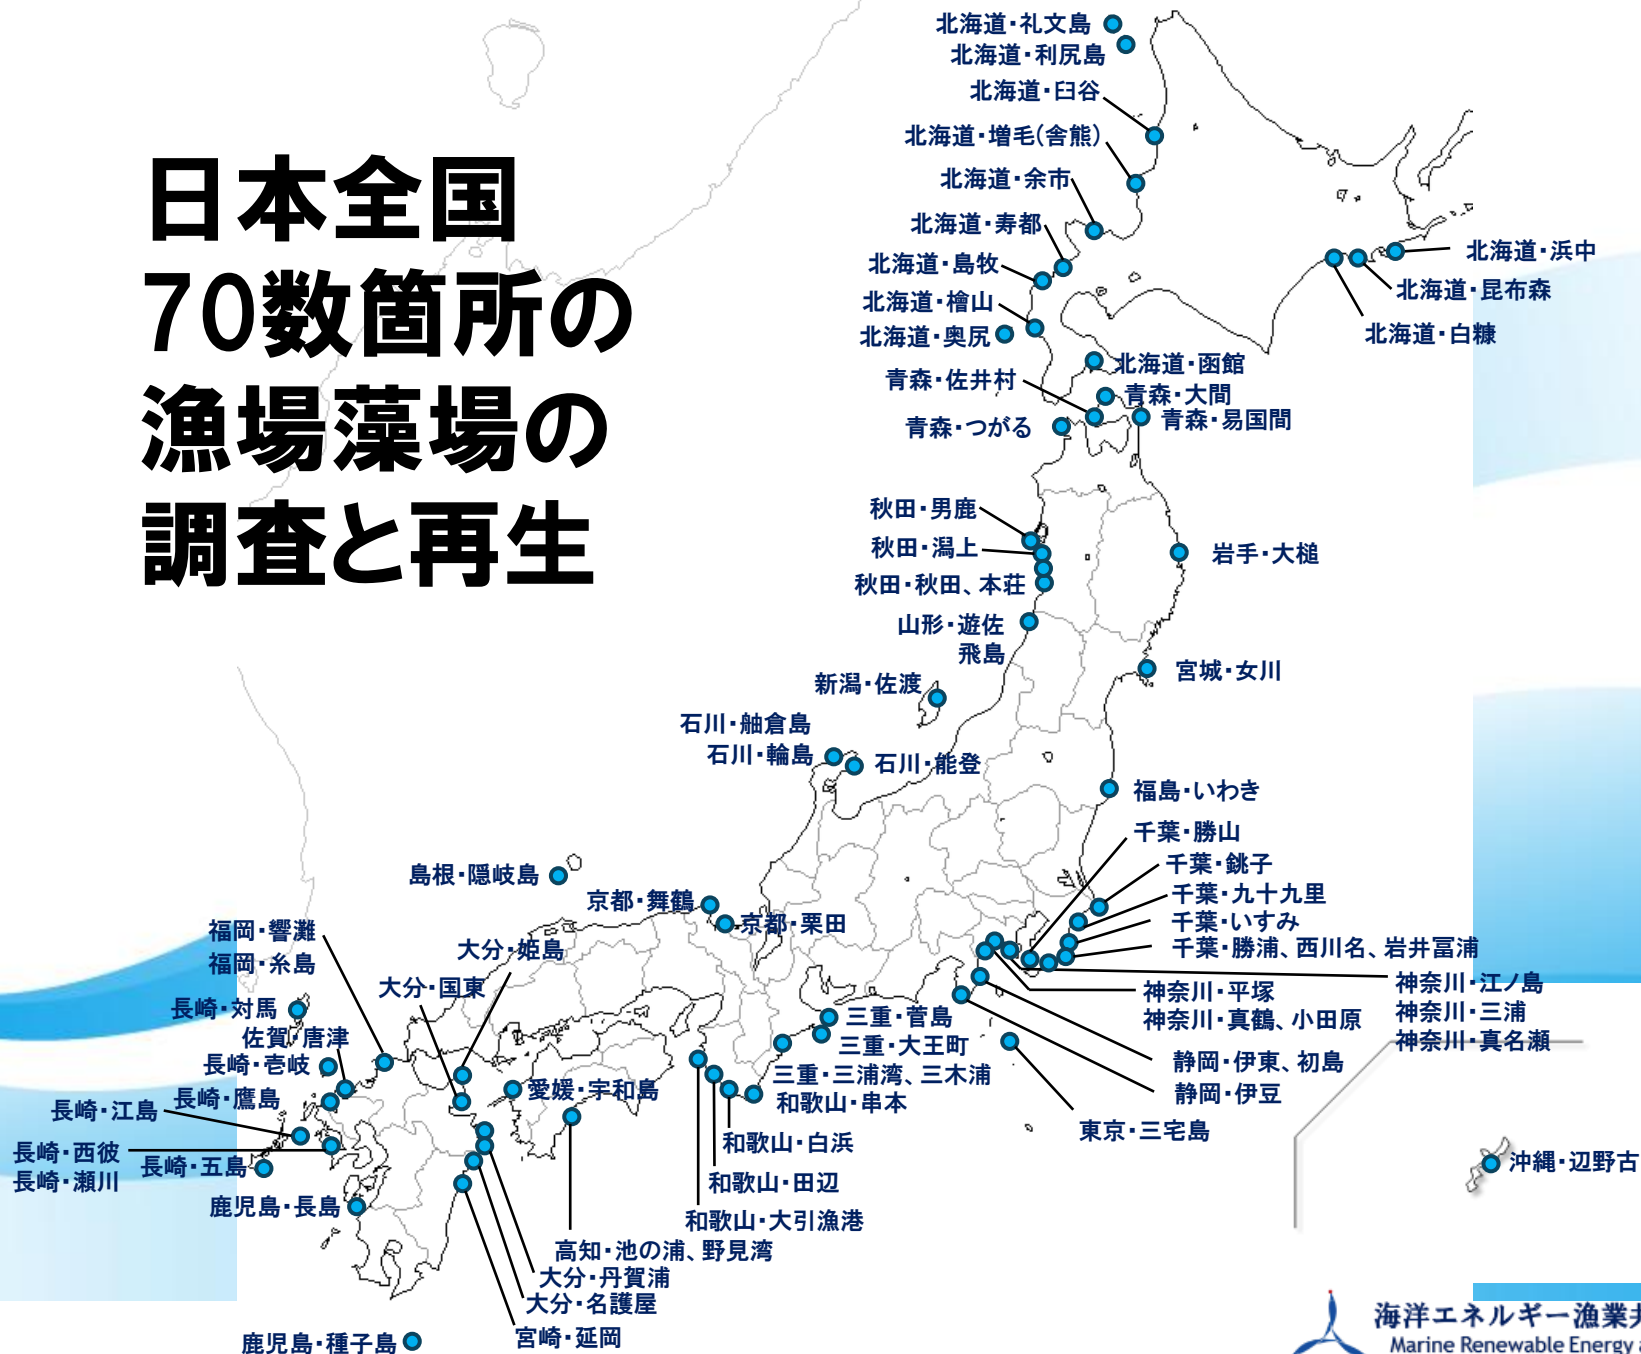 日本全国
70数箇所の
漁場藻場の
調査と再生
北海道・礼文島
北海道・利尻島
北海道・臼谷
北海道・増毛(舎熊)
北海道・余市
北海道・寿都
北海道・島牧
北海道・檜山
北海道・奥尻
北海道・浜中
北海道・昆布森
北海道・白糠
北海道・函館
青森・佐井村
青森・大間
青森・易国間
青森・つがる
秋田・男鹿
秋田・潟上
秋田・秋田、本荘
岩手・大槌
山形・遊佐
飛島
宮城・女川
新潟・佐渡
石川・舳倉島
石川・輪島
石川・能登
福島・いわき
千葉・勝山
千葉・銚子
千葉・九十九里
千葉・いすみ
千葉・勝浦、西川名、岩井冨浦
神奈川・江ノ島
神奈川・三浦
神奈川・真名瀬
神奈川・平塚
神奈川・真鶴、小田原
静岡・伊東、初島
静岡・伊豆
東京・三宅島
島根・隠岐島
京都・舞鶴
京都・栗田
福岡・響灘
福岡・糸島
大分・姫島
大分・国東
長崎・対馬
佐賀・唐津
長崎・壱岐
長崎・鷹島
長崎・江島
長崎・西彼
長崎・瀬川
長崎・五島
鹿児島・長島
愛媛・宇和島
三重・菅島
三重・大王町
三重・三浦湾、三木浦
和歌山・串本
和歌山・白浜
和歌山・田辺
和歌山・大引漁港
高知・池の浦、野見湾
大分・丹賀浦
大分・名護屋
宮崎・延岡
鹿児島・種子島
沖縄・辺野古
海洋エネルギー漁業共
Marine Renewable Energy a